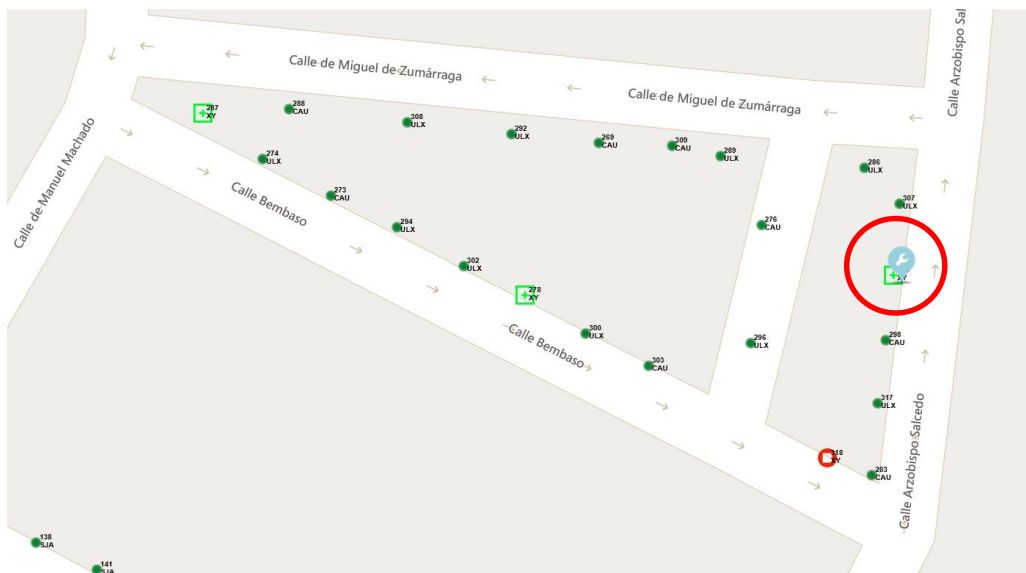 Calle de Miguel de Zumárraga
Calle de Miguel de Zumárraga
Calle Arzobispo Sal
Calle de Manuel Machado
Calle Bembaso
Calle Bembaso
Calle Arzobispo Salcedo
287
XY
288
CAU
308
ULX
292
ULX
269
CAU
309
CAU
289
ULX
286
ULX
274
ULX
273
CAU
307
ULX
294
ULX
276
CAU
302
ULX
XY
278
XY
300
ULX
296
ULX
298
CAU
303
CAU
317
ULX
318
XY
283
CAU
138
SJA
141
SJA